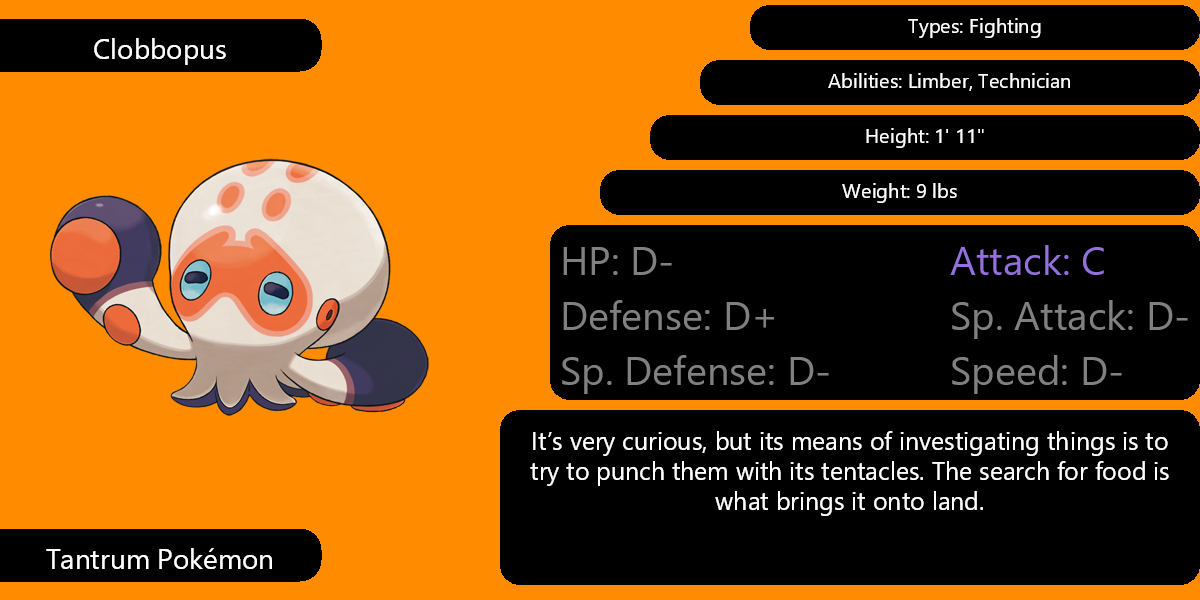 Clobbopus
Types: Fighting
Abilities: Limber, Technician
Height: 1' 11"
Weight: 9 lbs
HP: D-
Attack: C
Defense: D+
Sp. Attack: D-
Sp. Defense: D-
Speed: D-
It’s very curious, but its means of investigating things is to
try to punch them with its tentacles. The search for food is
what brings it onto land.
Tantrum Pokémon